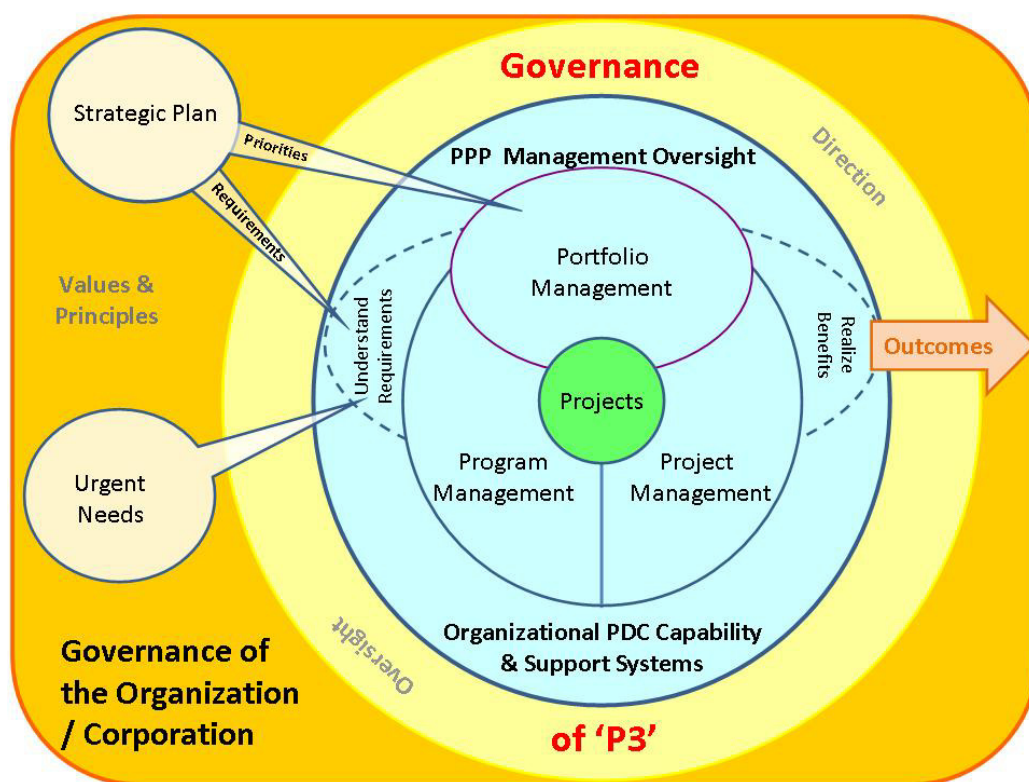 Governance
Strategic Plan
Priorities
Requirements
PPP  Management Oversight
Direction
Values &
Principles
Portfolio
Management
Understand
Requirements
Realize
Benefits
Outcomes
Projects
Urgent
Needs
Program
Management
Project
Management
Oversight
Organizational PDC Capability
& Support Systems
Governance of
the Organization
/ Corporation
of ‘P3’